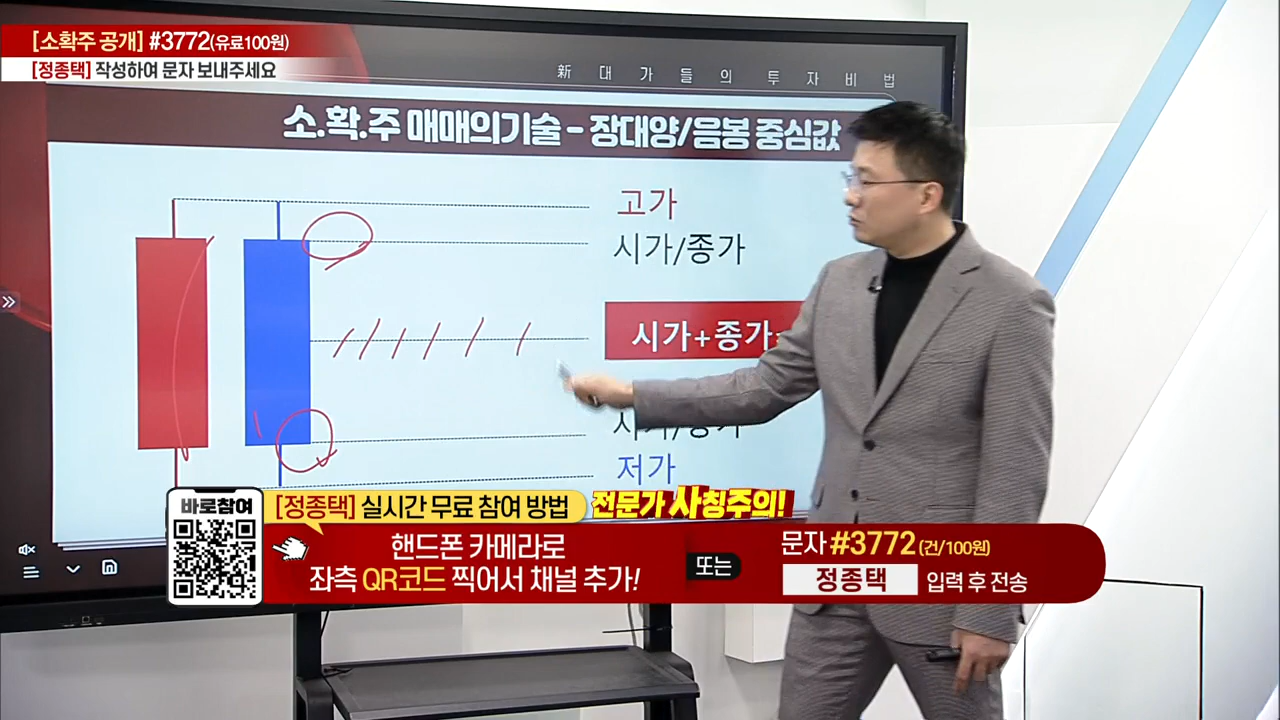 [소확주 공개] #3772(유료100원)
[정종택] 작성하여 문자 보내주세요
新 대 가 들 의 투 자 비 법
소.확.주 매매의기술 - 장대양/음봉 중심값
고가
시가/종가
시가+종가
시가/종가
저가
바로참여
[정종택] 실시간 무료 참여 방법
전문가 사칭주의!
핸드폰 카메라로
좌측 QR코드 찍어서 채널 추가!
또는
문자 #3772 (건/100원)
정종택 입력 후 전송